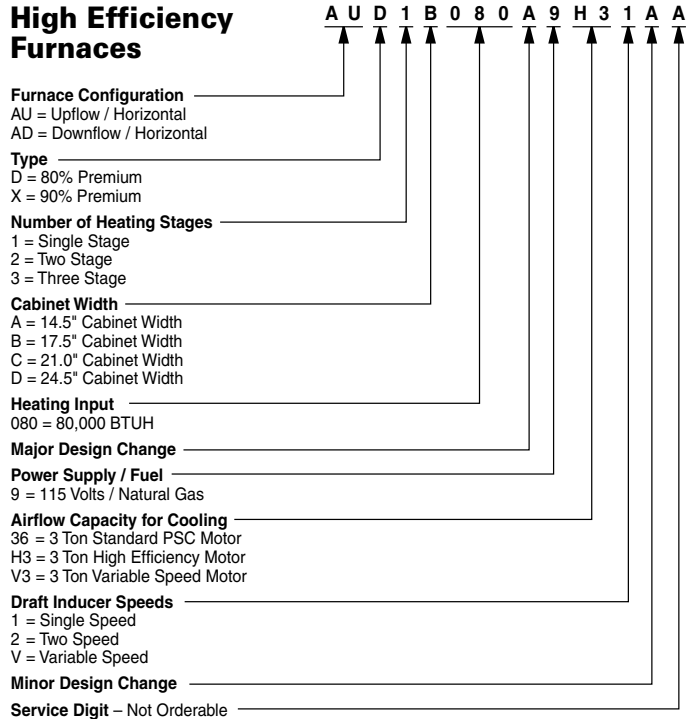 High Efficiency
Furnaces
A U D 1 B 0 8 0 A 9 H 3 1 A A
Furnace Configuration
AU = Upflow / Horizontal
AD = Downflow / Horizontal
Type
D = 80% Premium
X = 90% Premium
Number of Heating Stages
1 = Single Stage
2 = Two Stage
3 = Three Stage
Cabinet Width
A = 14.5" Cabinet Width
B = 17.5" Cabinet Width
C = 21.0" Cabinet Width
D = 24.5" Cabinet Width
Heating Input
080 = 80,000 BTUH
Major Design Change
Power Supply / Fuel
9 = 115 Volts / Natural Gas
Airflow Capacity for Cooling
36 = 3 Ton Standard PSC Motor
H3 = 3 Ton High Efficiency Motor
V3 = 3 Ton Variable Speed Motor
Draft Inducer Speeds
1 = Single Speed
2 = Two Speed
V = Variable Speed
Minor Design Change
Service Digit – Not Orderable